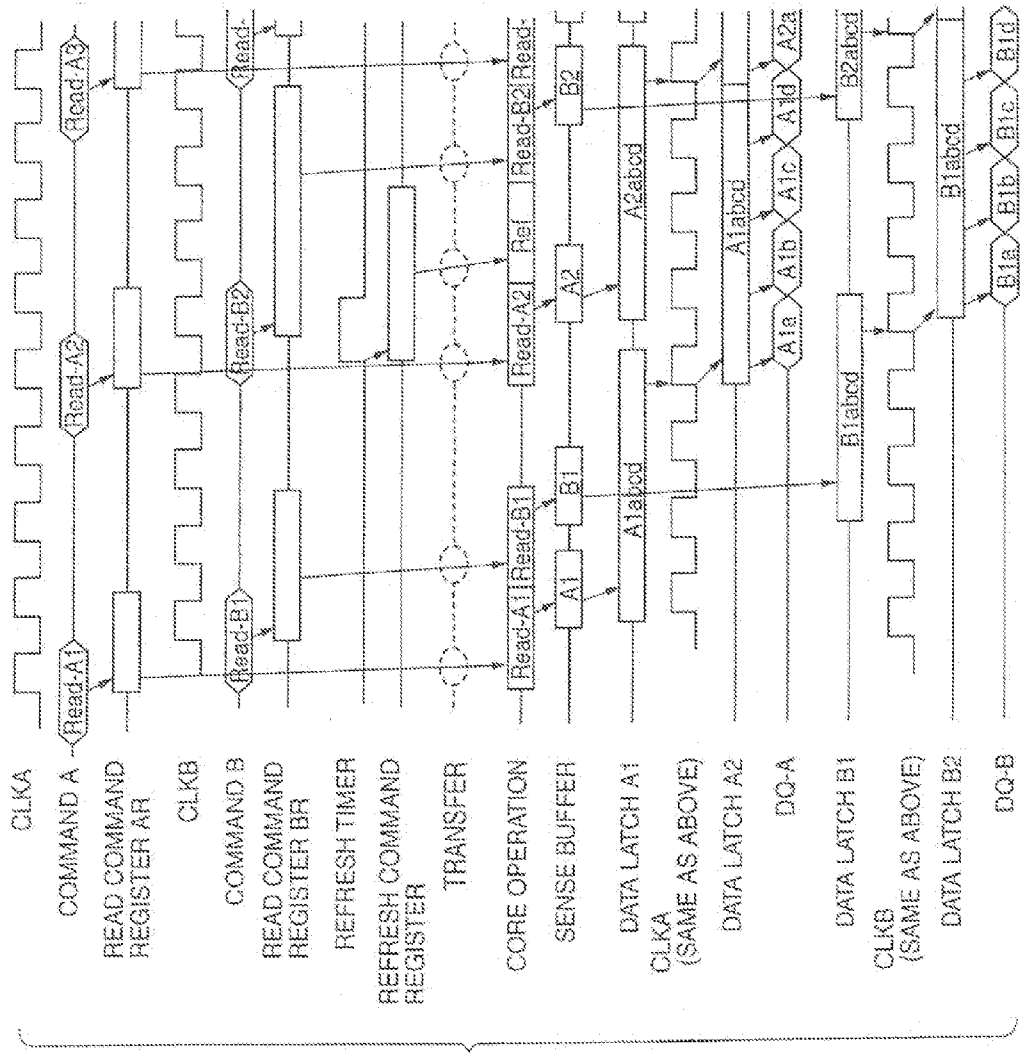 CLKA
COMMAND A
Read-A1
Read-A2
Read-A3
READ COMMAND
REGISTER AR
CLKB
COMMAND B
Read-B1
Read-B2
Read-
READ COMMAND
REGISTER BR
REFRESH TIMER
REFRESH COMMAND
REGISTER
TRANSFER
CORE OPERATION
Read-A1
Read-B1
Read-A2
Ref
Read-B2
Read-
SENSE BUFFER
A1
B1
A2
B2
DATA LATCH A1
A1abcd
A2abcd
CLKA
(SAME AS ABOVE)
DATA LATCH A2
A1abcd
DQ-A
A1a
A1b
A1c
A1d
A2a
DATA LATCH B1
B1abcd
B2abcd
CLKB
(SAME AS ABOVE)
DATA LATCH B2
B1abcd
DQ-B
B1a
B1b
B1c
B1d